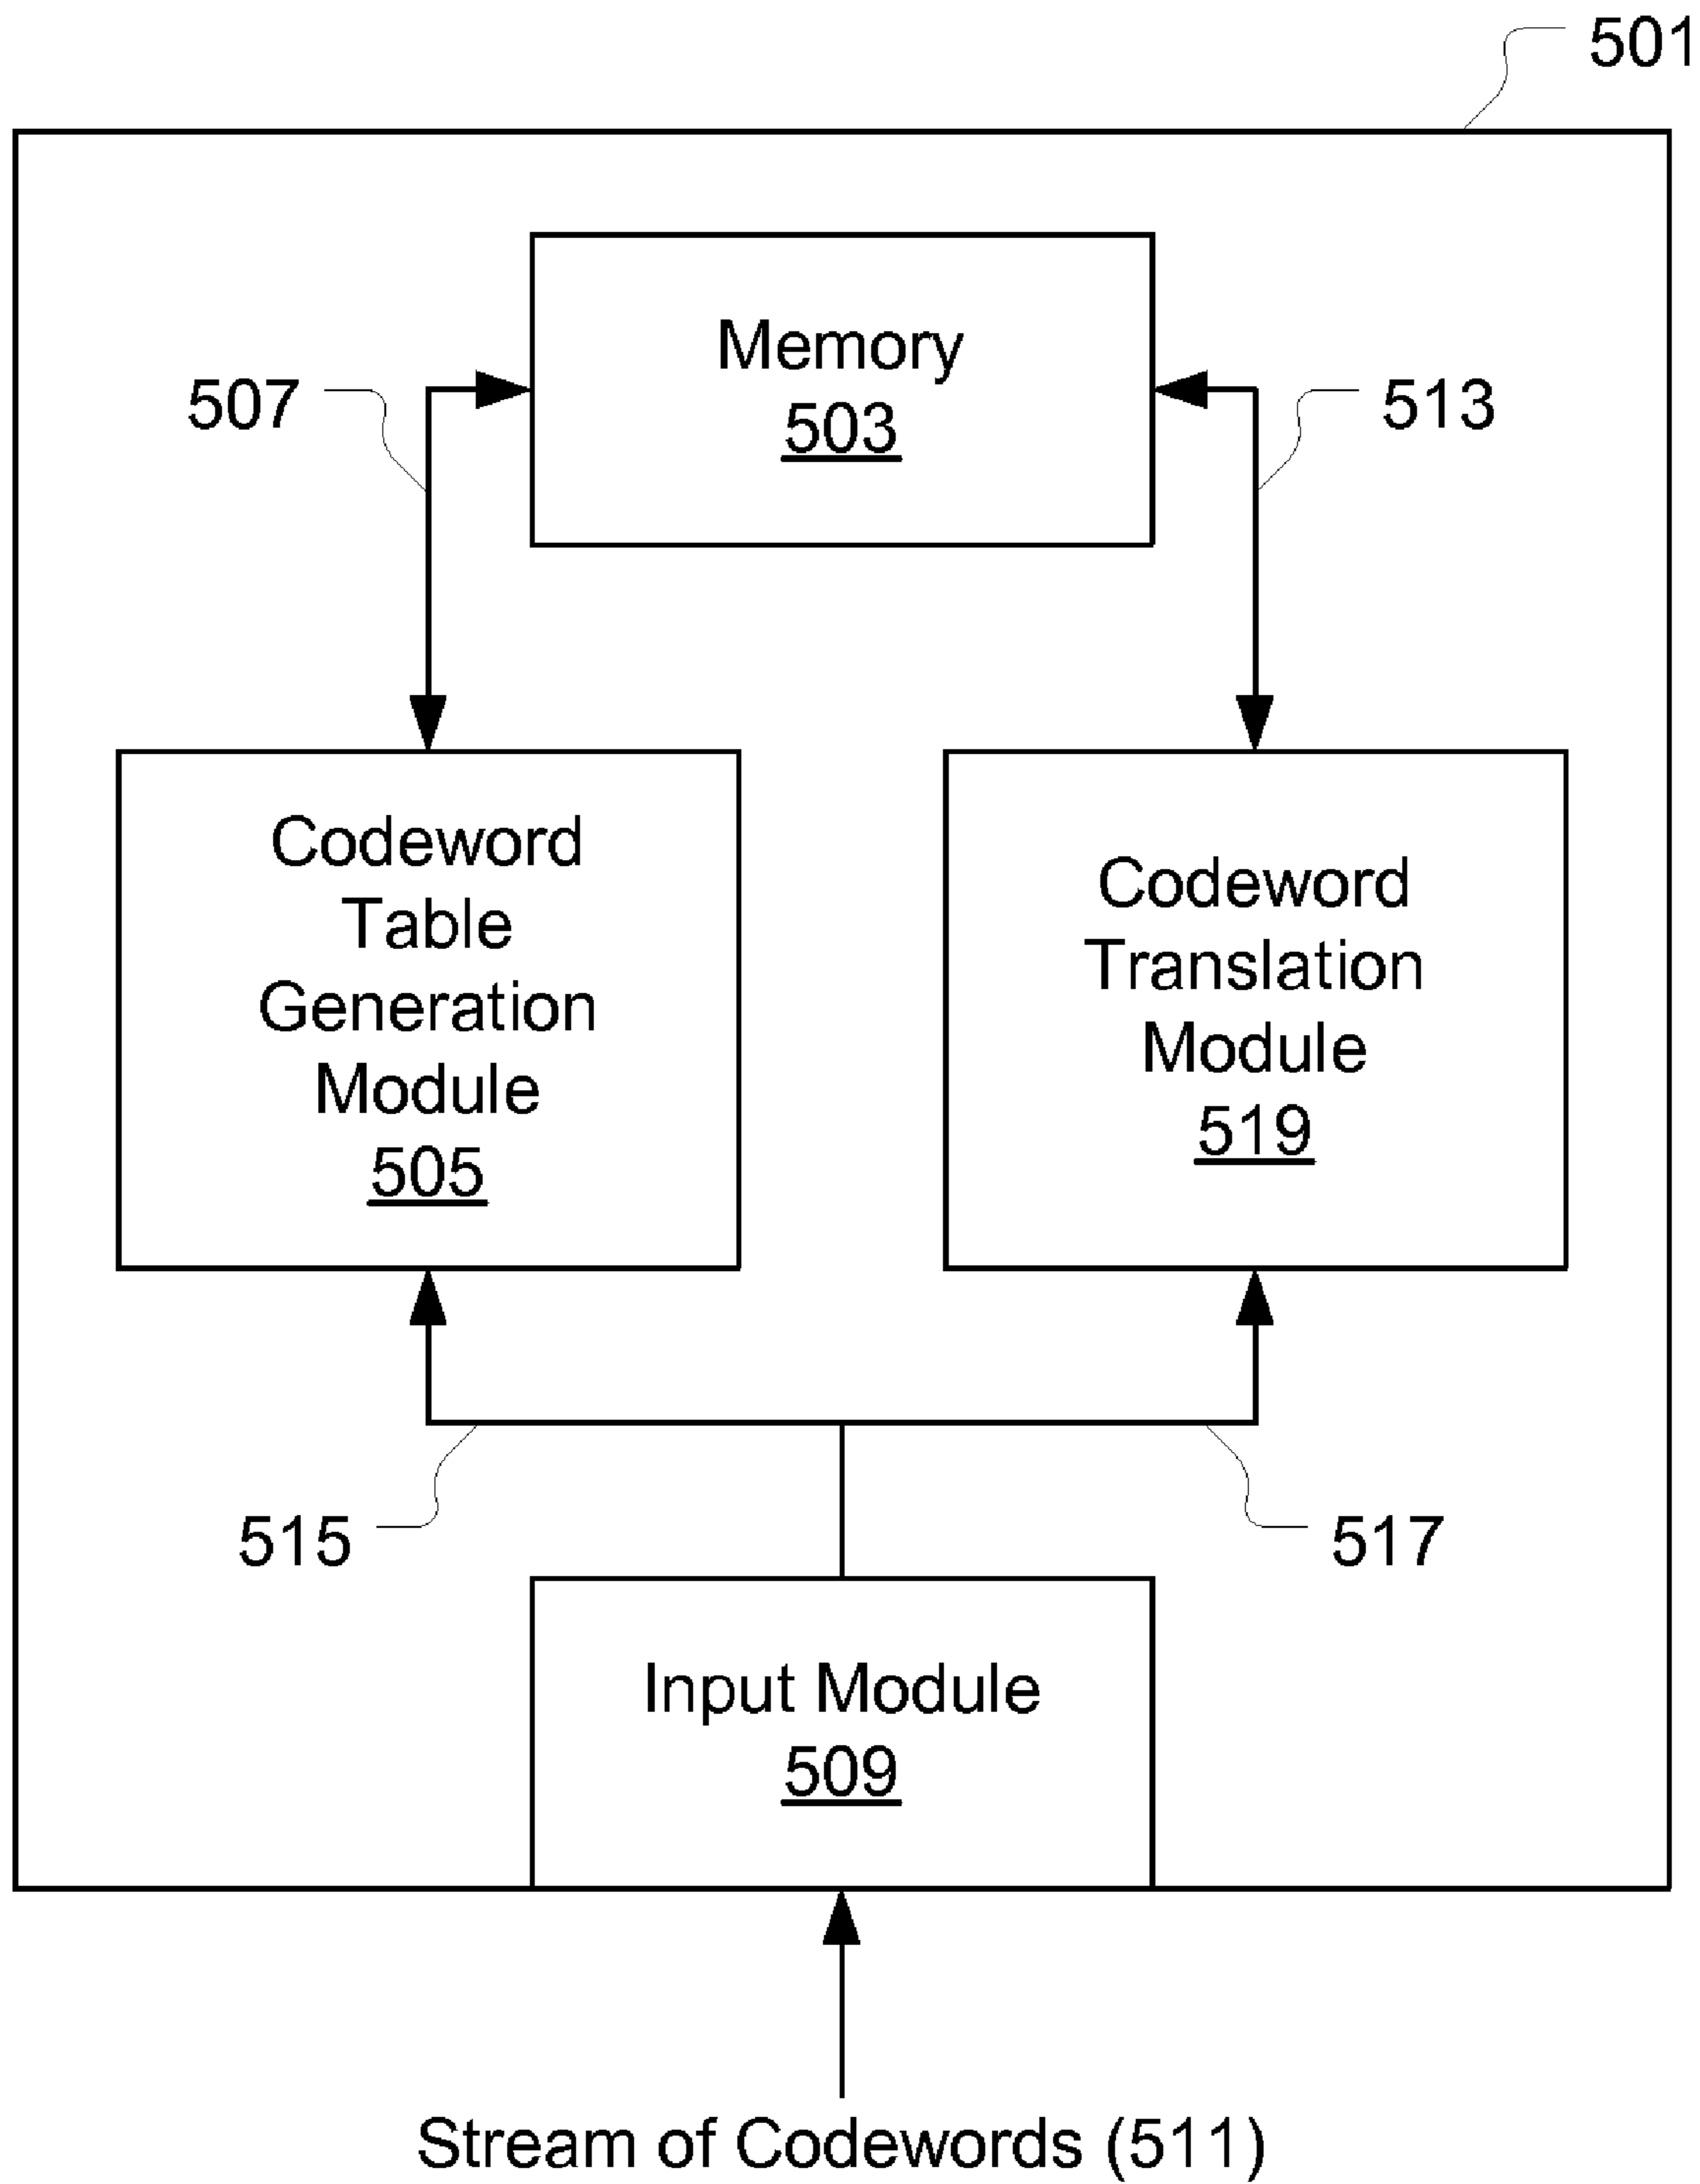 501
Memory
503
507
513
Codeword
Table
Generation
Module
505
Codeword
Translation
Module
519
515
517
Input Module
509
Stream of Codewords (511)